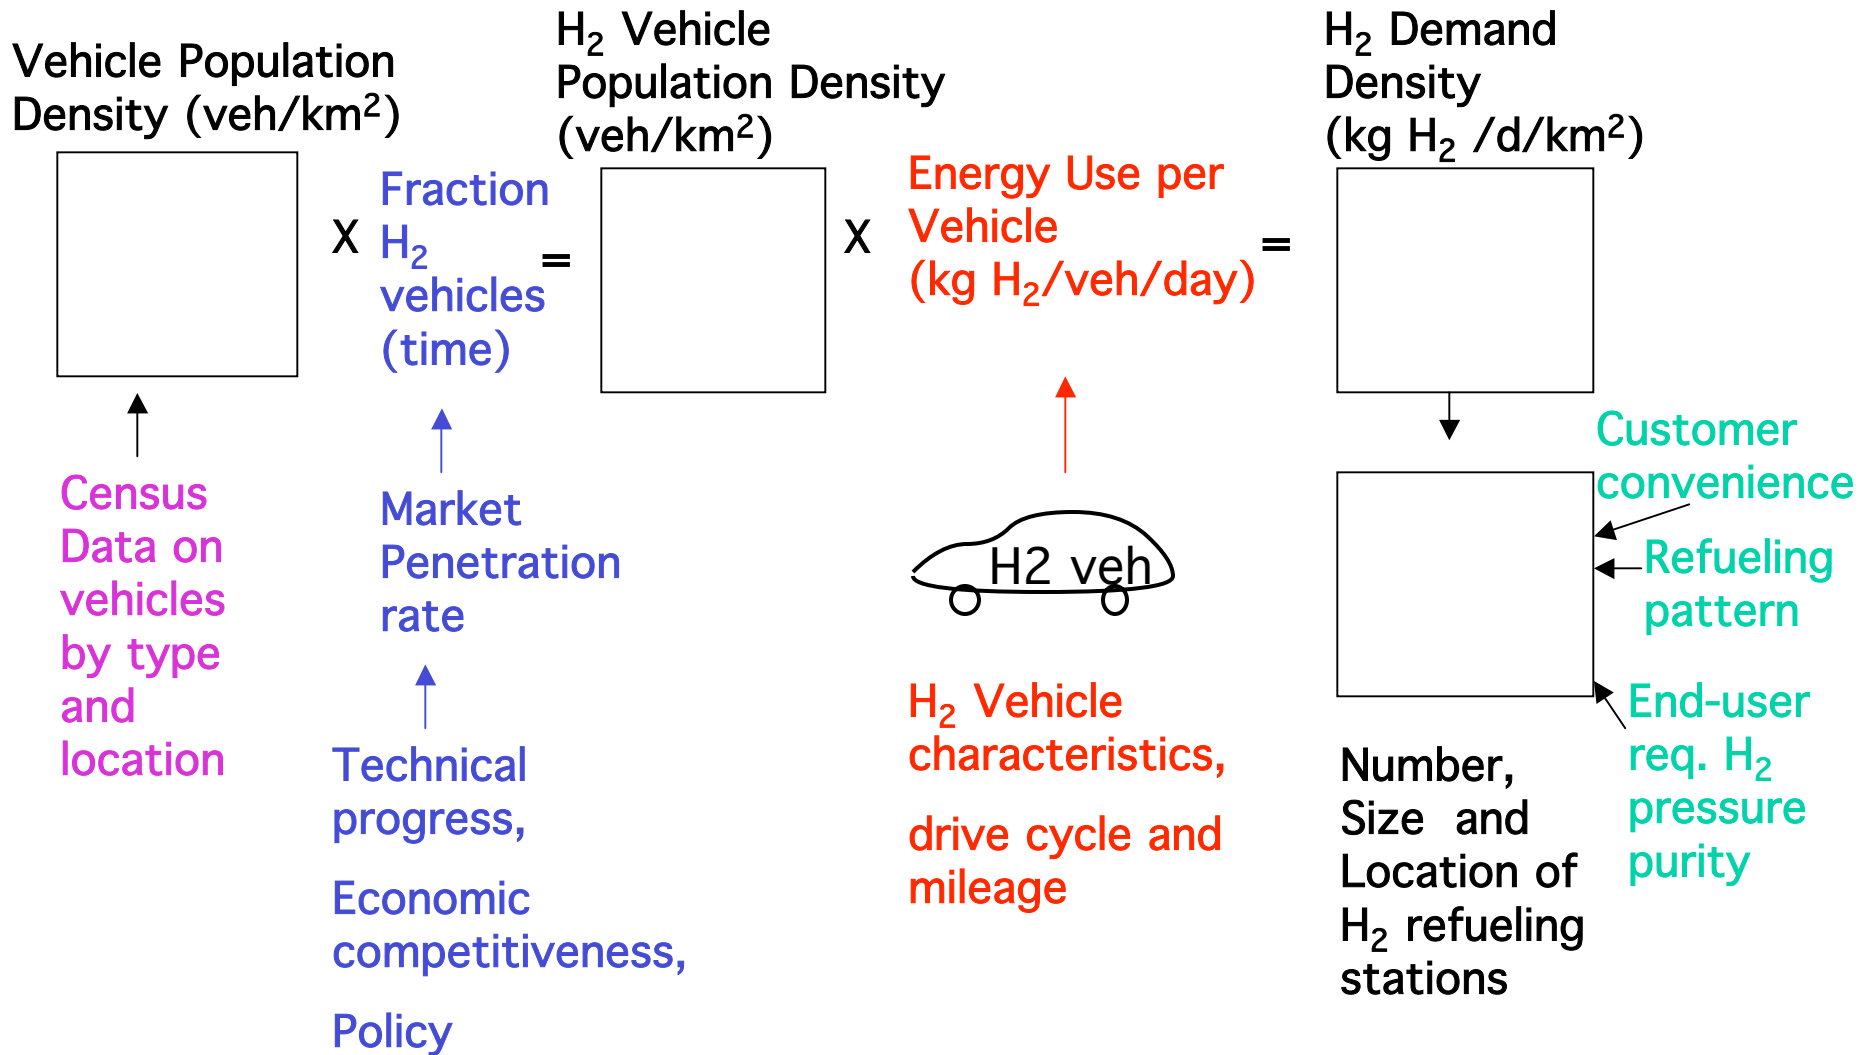 Vehicle Population
Density (veh/km²)
H₂ Vehicle
Population Density
(veh/km²)
H₂ Demand
Density
(kg H₂ /d/km²)
X
Fraction
H₂
vehicles
(time)
=
X
Energy Use per
Vehicle
(kg H₂/veh/day)
=
Census
Data on
vehicles
by type
and
location
Market
Penetration
rate
Technical
progress,
Economic
competitiveness,
Policy
H2 veh
H₂ Vehicle
characteristics,
drive cycle and
mileage
Customer
convenience
Refueling
pattern
End-user
req. H₂
pressure
purity
Number,
Size and
Location of
H₂ refueling
stations